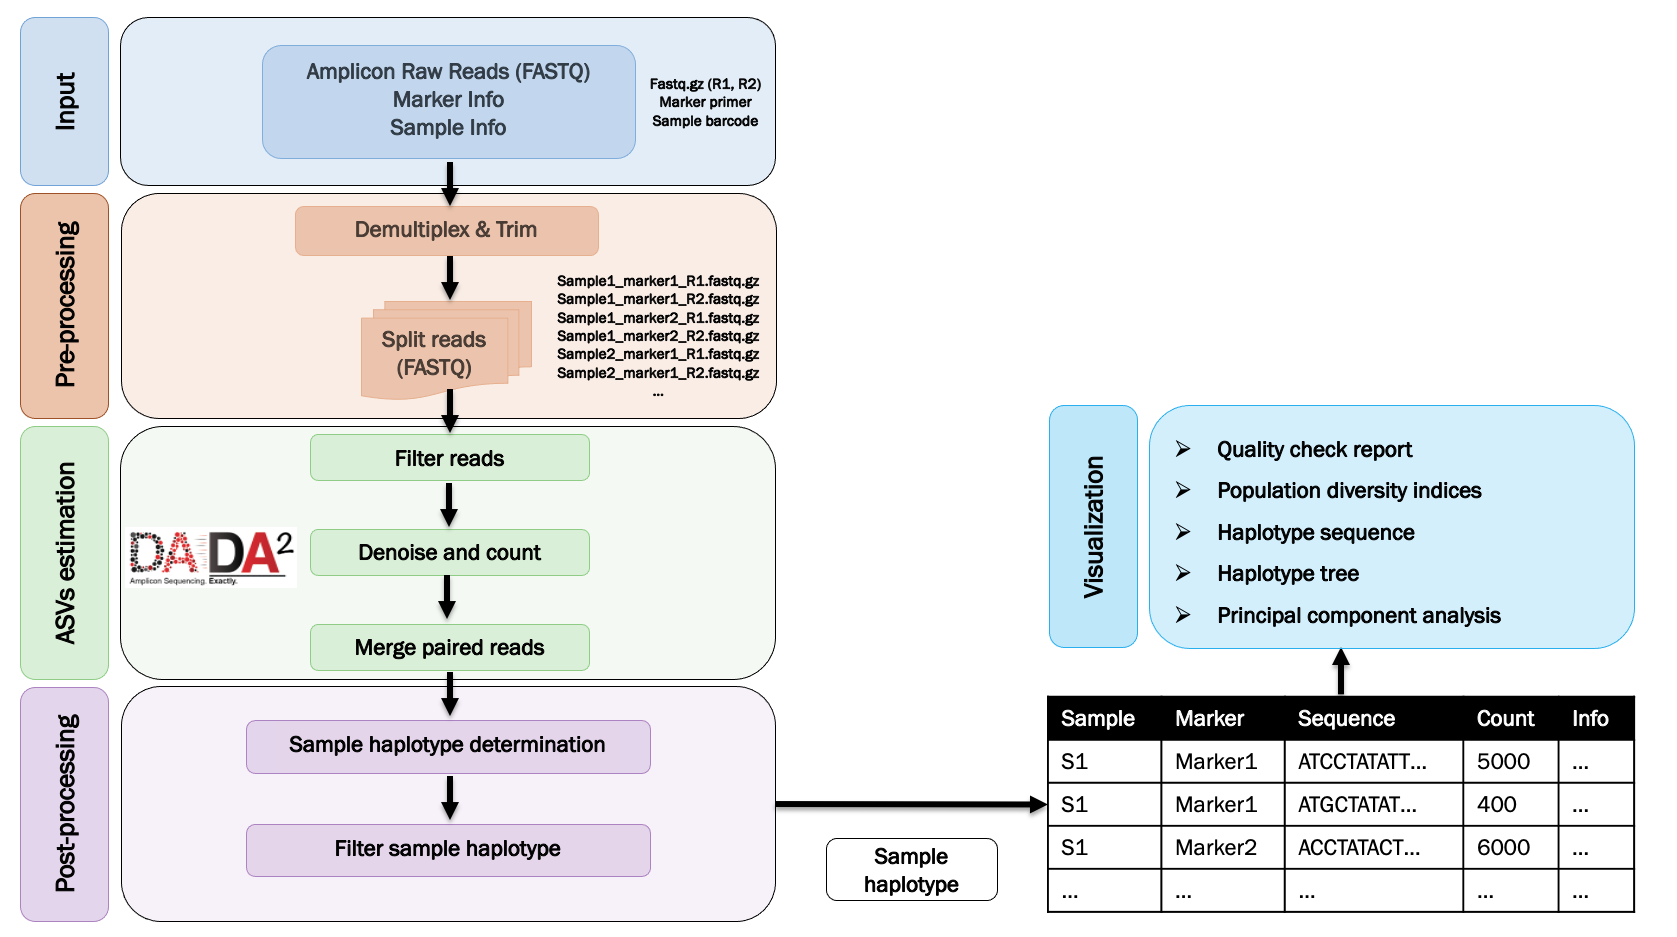 Input
Amplicon Raw Reads (FASTQ)
Marker Info
Sample Info
Fastq.gz (R1, R2)
Marker primer
Sample barcode
Pre-processing
Demultiplex & Trim
Split reads
(FASTQ)
Sample1_marker1_R1.fastq.gz
Sample1_marker1_R2.fastq.gz
Sample1_marker2_R1.fastq.gz
Sample1_marker2_R2.fastq.gz
Sample2_marker1_R1.fastq.gz
Sample2_marker1_R2.fastq.gz
...
ASVs estimation
DADA2
Amplicon Sequencing. Exactly.
Filter reads
Denoise and count
Merge paired reads
Post-processing
Sample haplotype determination
Filter sample haplotype
Sample
haplotype
Visualization
Quality check report
Population diversity indices
Haplotype sequence
Haplotype tree
Principal component analysis
Sample Marker Sequence Count Info
S1 Marker1 ATCCTATATT... 5000 ...
S1 Marker1 ATGCTATAT... 400 ...
S1 Marker2 ACCTATACT... 6000 ...
... ... ... ... ...